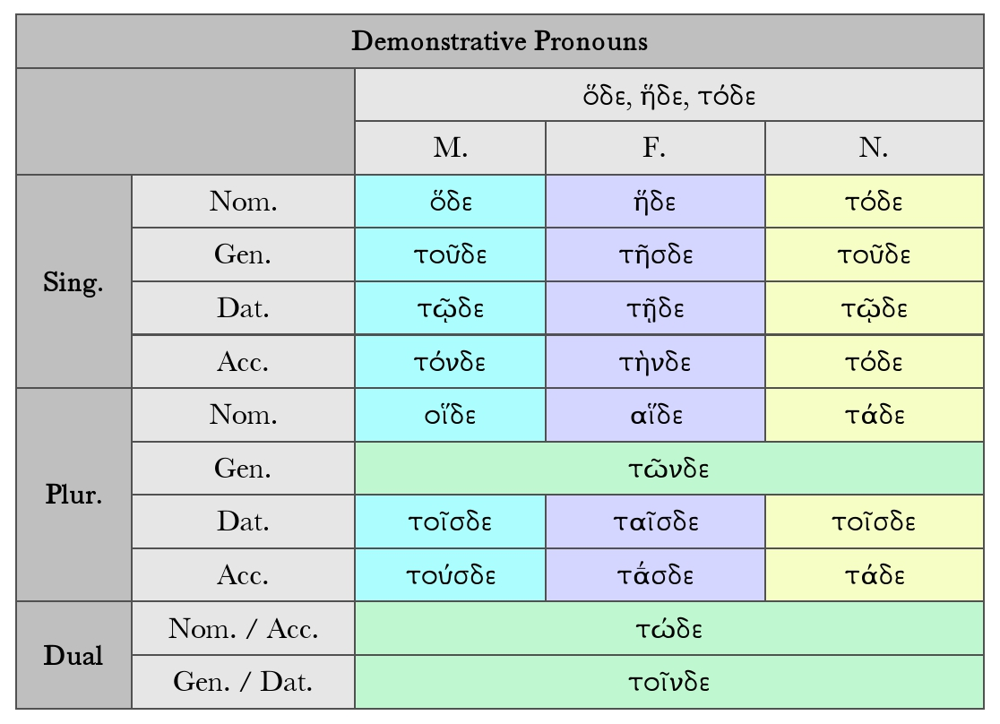 Demonstrative Pronouns
ὅδε, ἥδε, τόδε
M. F. N.
Sing.
Nom. ὅδε ἥδε τόδε
Gen. τοῦδε τῆσδε τοῦδε
Dat. τῷδε τῇδε τῷδε
Acc. τόνδε τὴνδε τόδε
Plur.
Nom. οἵδε αἵδε τάδε
Gen. τῶνδε
Dat. τοῖσδε ταῖσδε τοῖσδε
Acc. τούσδε τᾱ́σδε τάδε
Dual
Nom. / Acc. τώδε
Gen. / Dat. τοῖνδε